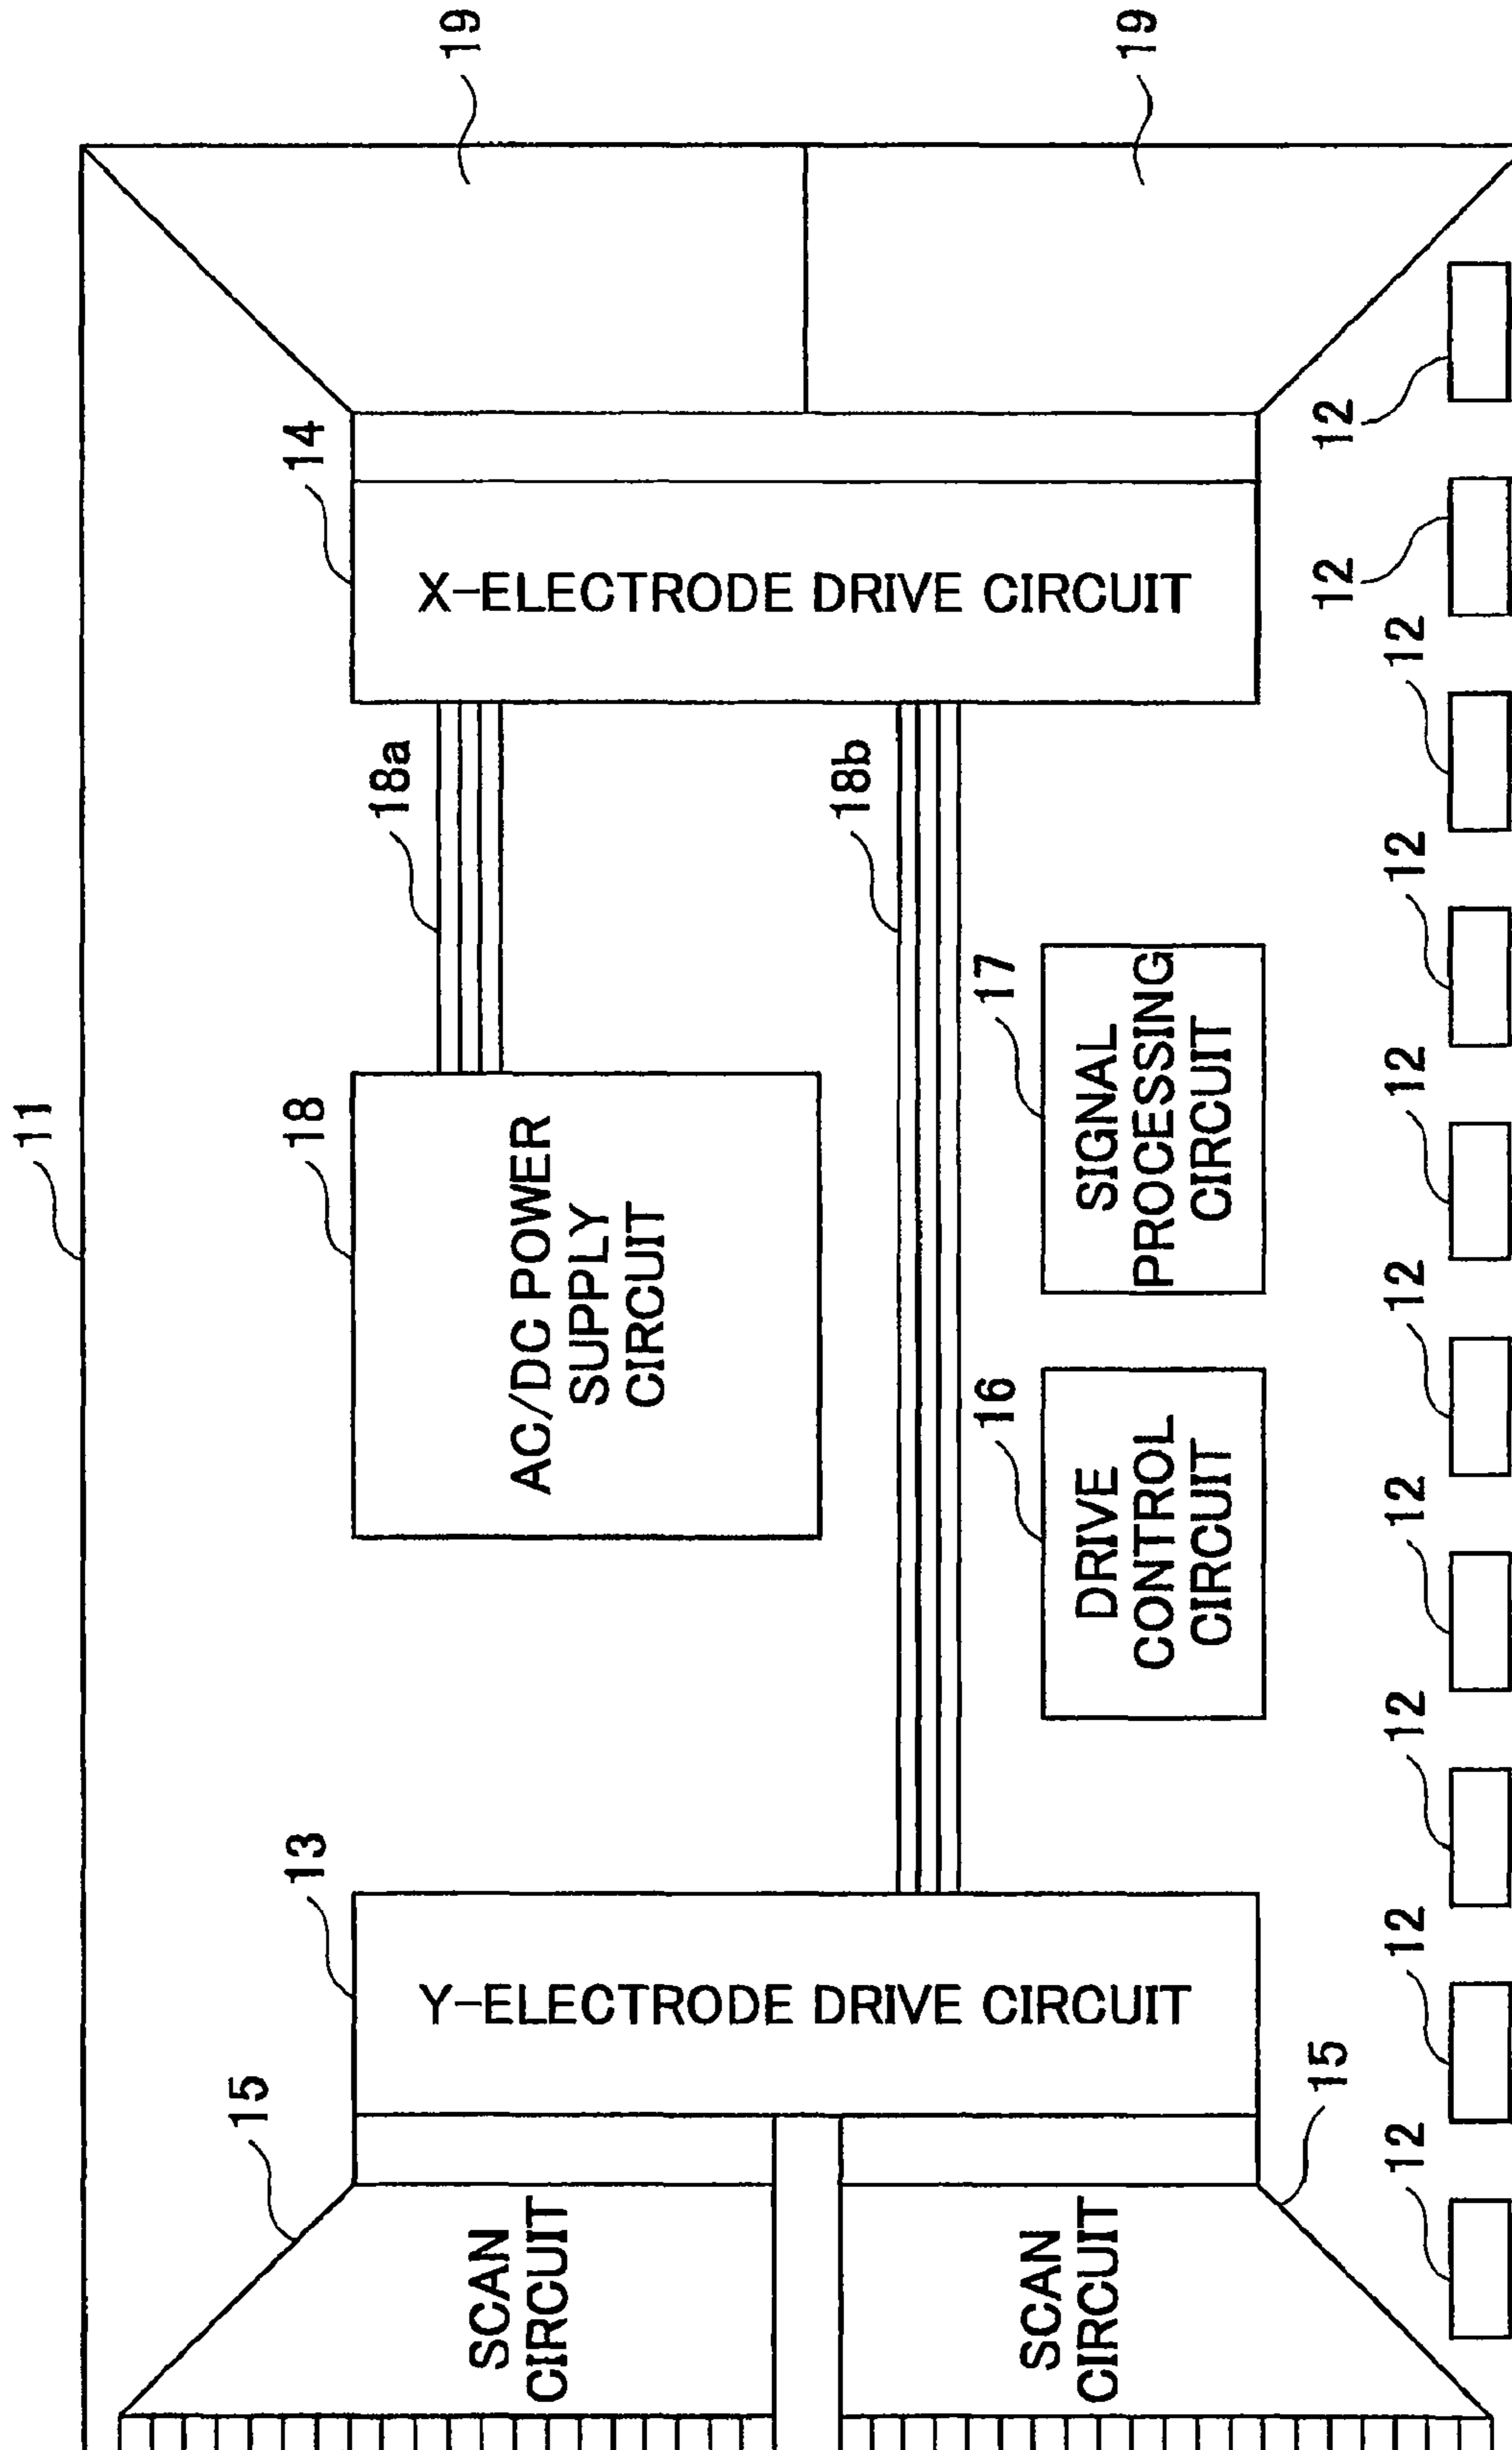 11
15
13
18
14
18a
19
SCAN
CIRCUIT
Y-ELECTRODE DRIVE CIRCUIT
AC/DC POWER
SUPPLY
CIRCUIT
X-ELECTRODE DRIVE CIRCUIT
18b
16
17
SCAN
CIRCUIT
DRIVE
CONTROL
CIRCUIT
SIGNAL
PROCESSING
CIRCUIT
19
15
12
12
12
12
12
12
12
12
12
12